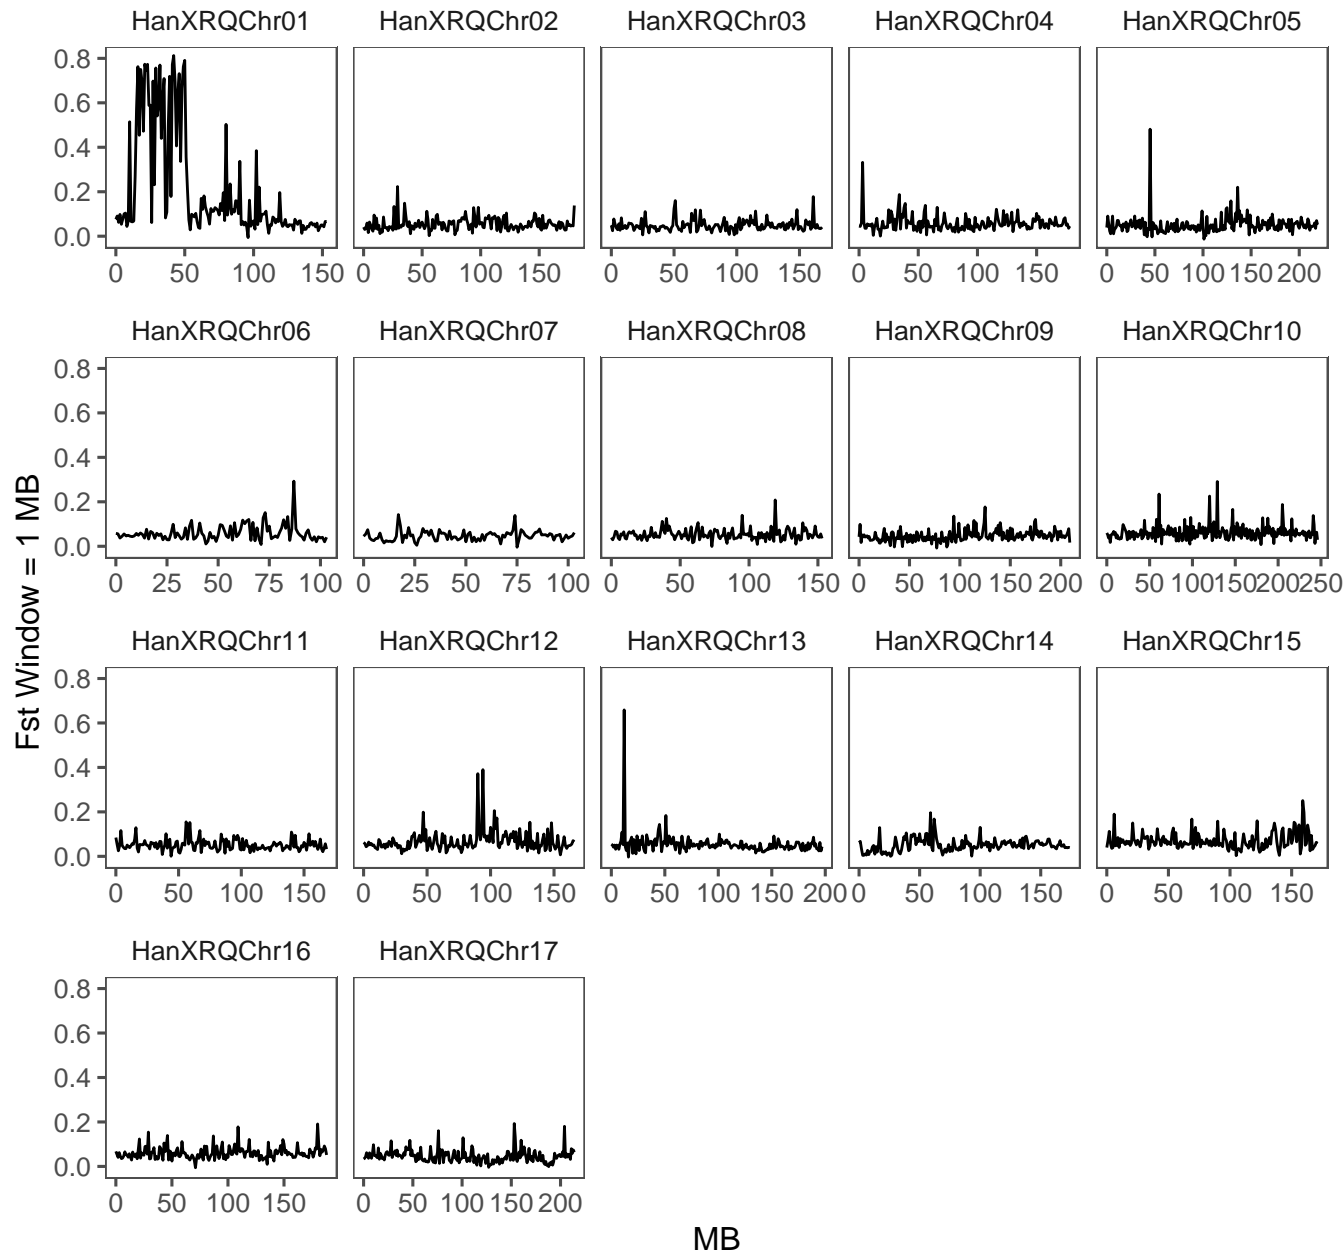 HanXRQChr01 HanXRQChr02 HanXRQChr03 HanXRQChr04 HanXRQChr05
0.8
0.6
0.4
0.2
0.0
0 50 100 150 0 50 100 150 0 50 100 150 0 50 100 150 0 50 100 150 200
HanXRQChr06 HanXRQChr07 HanXRQChr08 HanXRQChr09 HanXRQChr10
0.8
0.6
0.4
0.2
0.0
0 25 50 75 100 0 25 50 75 100 0 50 100 150 0 50 100 150 200 0 50 100 150 200 250
Fst Window = 1 MB
HanXRQChr11 HanXRQChr12 HanXRQChr13 HanXRQChr14 HanXRQChr15
0.8
0.6
0.4
0.2
0.0
0 50 100 150 0 50 100 150 0 50 100 150 200 0 50 100 150 0 50 100 150
HanXRQChr16 HanXRQChr17
0.8
0.6
0.4
0.2
0.0
0 50 100 150 0 50 100 150 200
MB